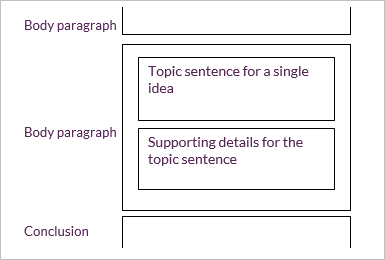 Body paragraph
Body paragraph
Topic sentence for a single
idea
Supporting details for the
topic sentence
Conclusion